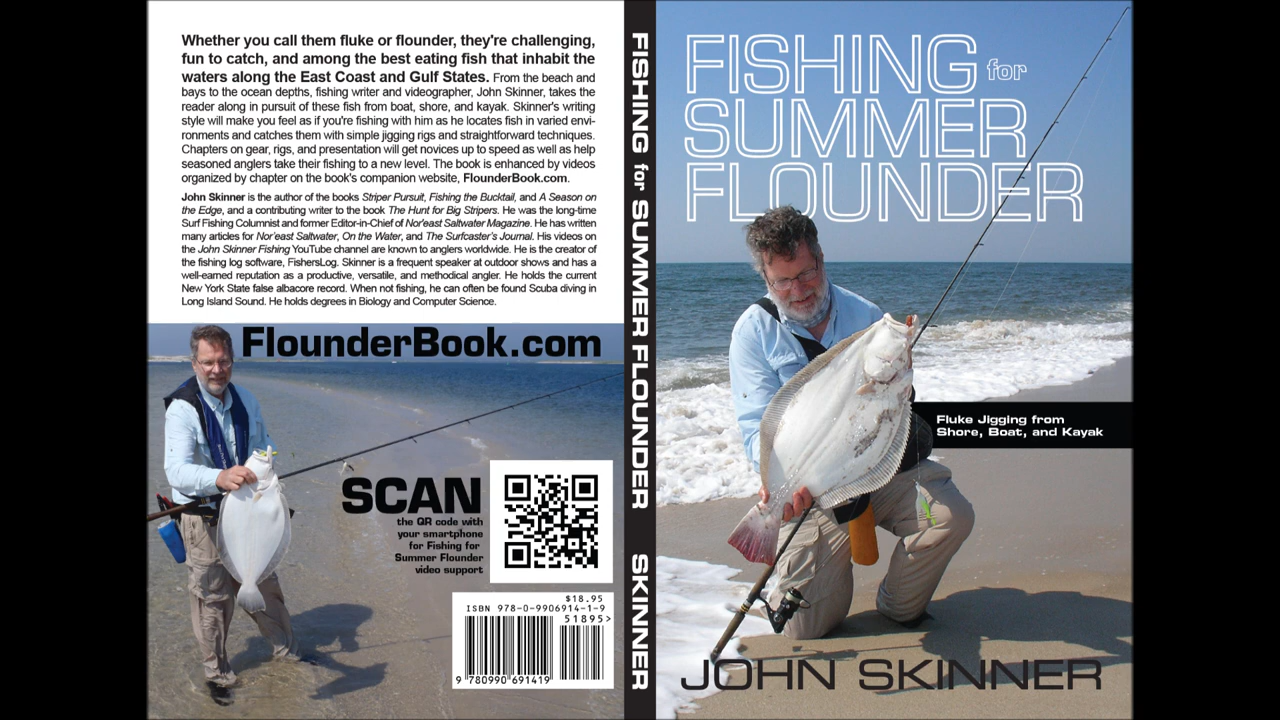 Whether you call them fluke or flounder, they're challenging,
fun to catch, and among the best eating fish that inhabit the
waters along the East Coast and Gulf States. From the beach and
bays to the ocean depths, fishing writer and videographer, John Skinner, takes the
reader along in pursuit of these fish from boat, shore, and kayak. Skinner's writing
style will make you feel as if you're fishing with him as he locates fish in varied envi-
ronments and catches them with simple jigging rigs and straightforward techniques.
Chapters on gear, rigs, and presentation will get novices up to speed as well as help
seasoned anglers take their fishing to a new level. The book is enhanced by videos
organized by chapter on the book's companion website, FlounderBook.com.
John Skinner is the author of the books Striper Pursuit, Fishing the Bucktail, and A Season on
the Edge, and a contributing writer to the book The Hunt for Big Stripers. He was the long-time
Surf Fishing Columnist and former Editor-in-Chief of Nor'east Saltwater Magazine. He has written
many articles for Nor'east Saltwater, On the Water, and The Surfcaster's Journal. His videos on
the John Skinner Fishing YouTube channel are known to anglers worldwide. He is the creator of
the fishing log software, FishersLog. Skinner is a frequent speaker at outdoor shows and has a
well-earned reputation as a productive, versatile, and methodical angler. He holds the current
New York State false albacore record. When not fishing, he can often be found Scuba diving in
Long Island Sound. He holds degrees in Biology and Computer Science.
FlounderBook.com
SCAN
the QR code with
your smartphone
for Fishing for
Summer Flounder
video support
$18.95
ISBN 978-0-9906914-1-9
51895>
9 780990 691419
FISHING for SUMMER FLOUNDER SKINNER
FISHING for
SUMMER
FLOUNDER
Fluke Jigging from
Shore, Boat, and Kayak
JOHN SKINNER